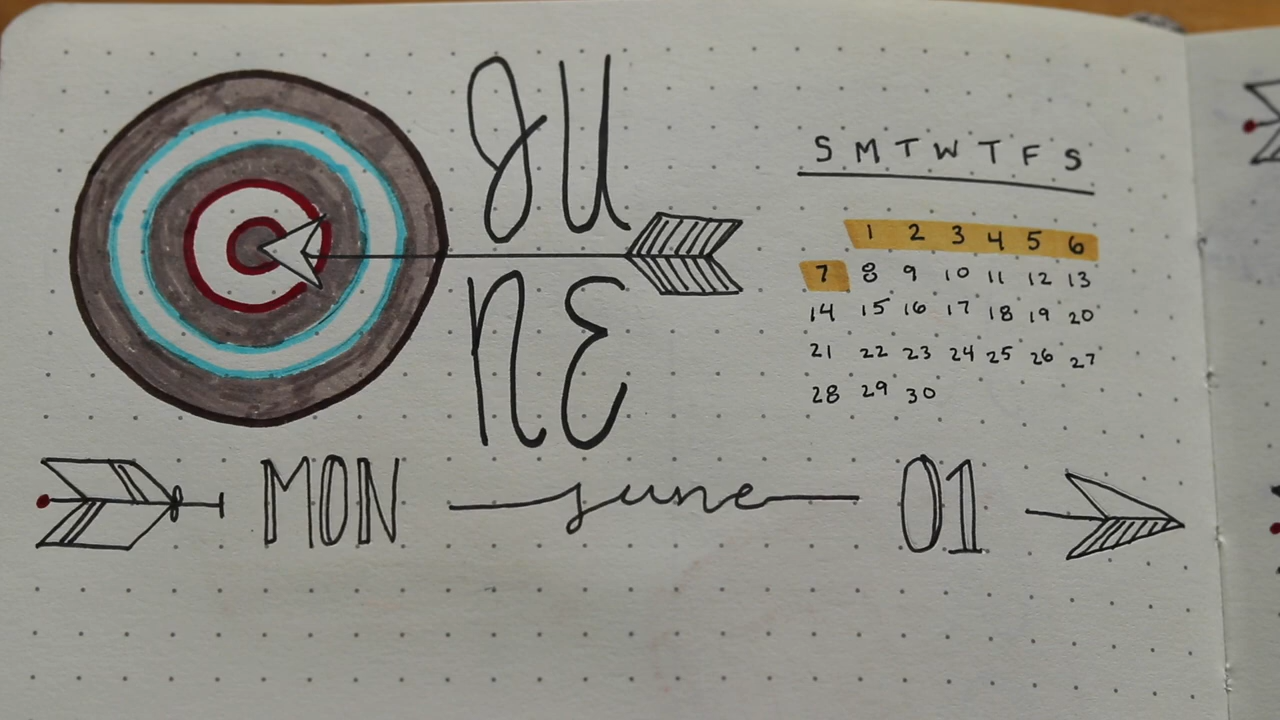 JU
NE
S M T W T F S
1 2 3 4 5 6
7 8 9 10 11 12 13
14 15 16 17 18 19 20
21 22 23 24 25 26 27
28 29 30
MON june 01